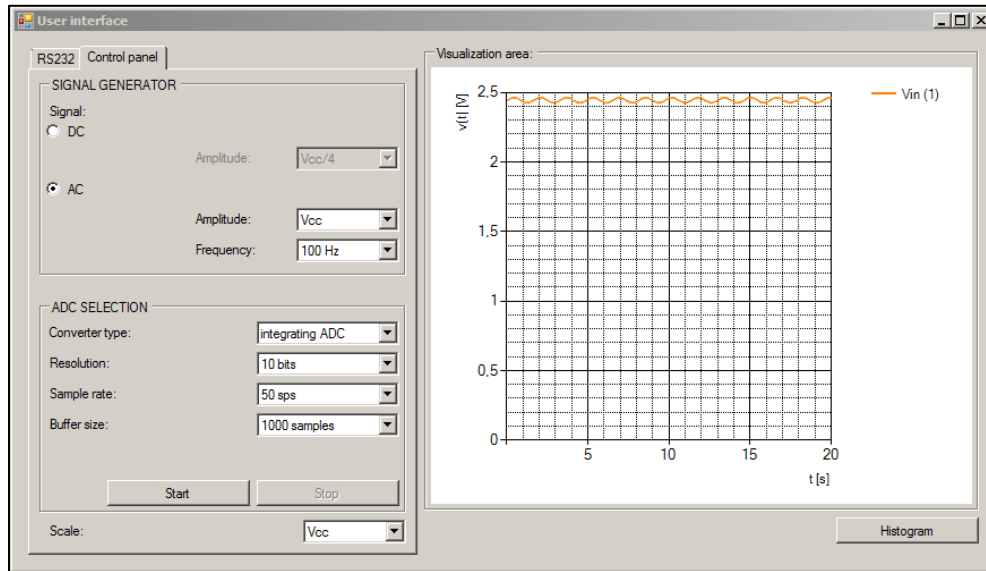 User interface
RS232 Control panel
SIGNAL GENERATOR
Signal:
DC
Amplitude: Vcc/4
AC
Amplitude: Vcc
Frequency: 100 Hz
ADC SELECTION
Converter type: integrating ADC
Resolution: 10 bits
Sample rate: 50 sps
Buffer size: 1000 samples
Start Stop
Scale: Vcc
Visualization area:
v(t) [V]
2,5
2
1,5
1
0,5
0
5 10 15 20
t [s]
Vin (1)
Histogram